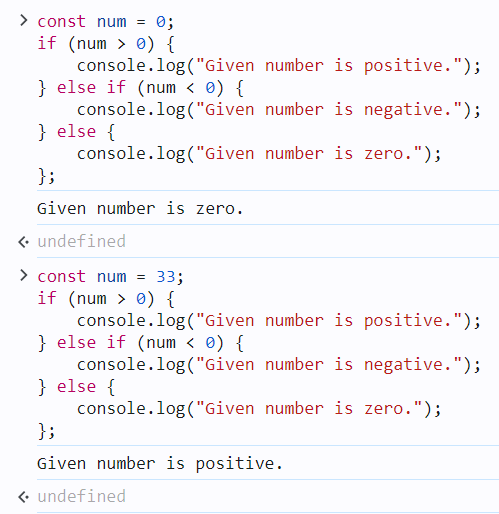 const num = 0;
if (num > 0) {
    console.log("Given number is positive.");
} else if (num < 0) {
    console.log("Given number is negative.");
} else {
    console.log("Given number is zero.");
};
Given number is zero.
undefined
const num = 33;
if (num > 0) {
    console.log("Given number is positive.");
} else if (num < 0) {
    console.log("Given number is negative.");
} else {
    console.log("Given number is zero.");
};
Given number is positive.
undefined